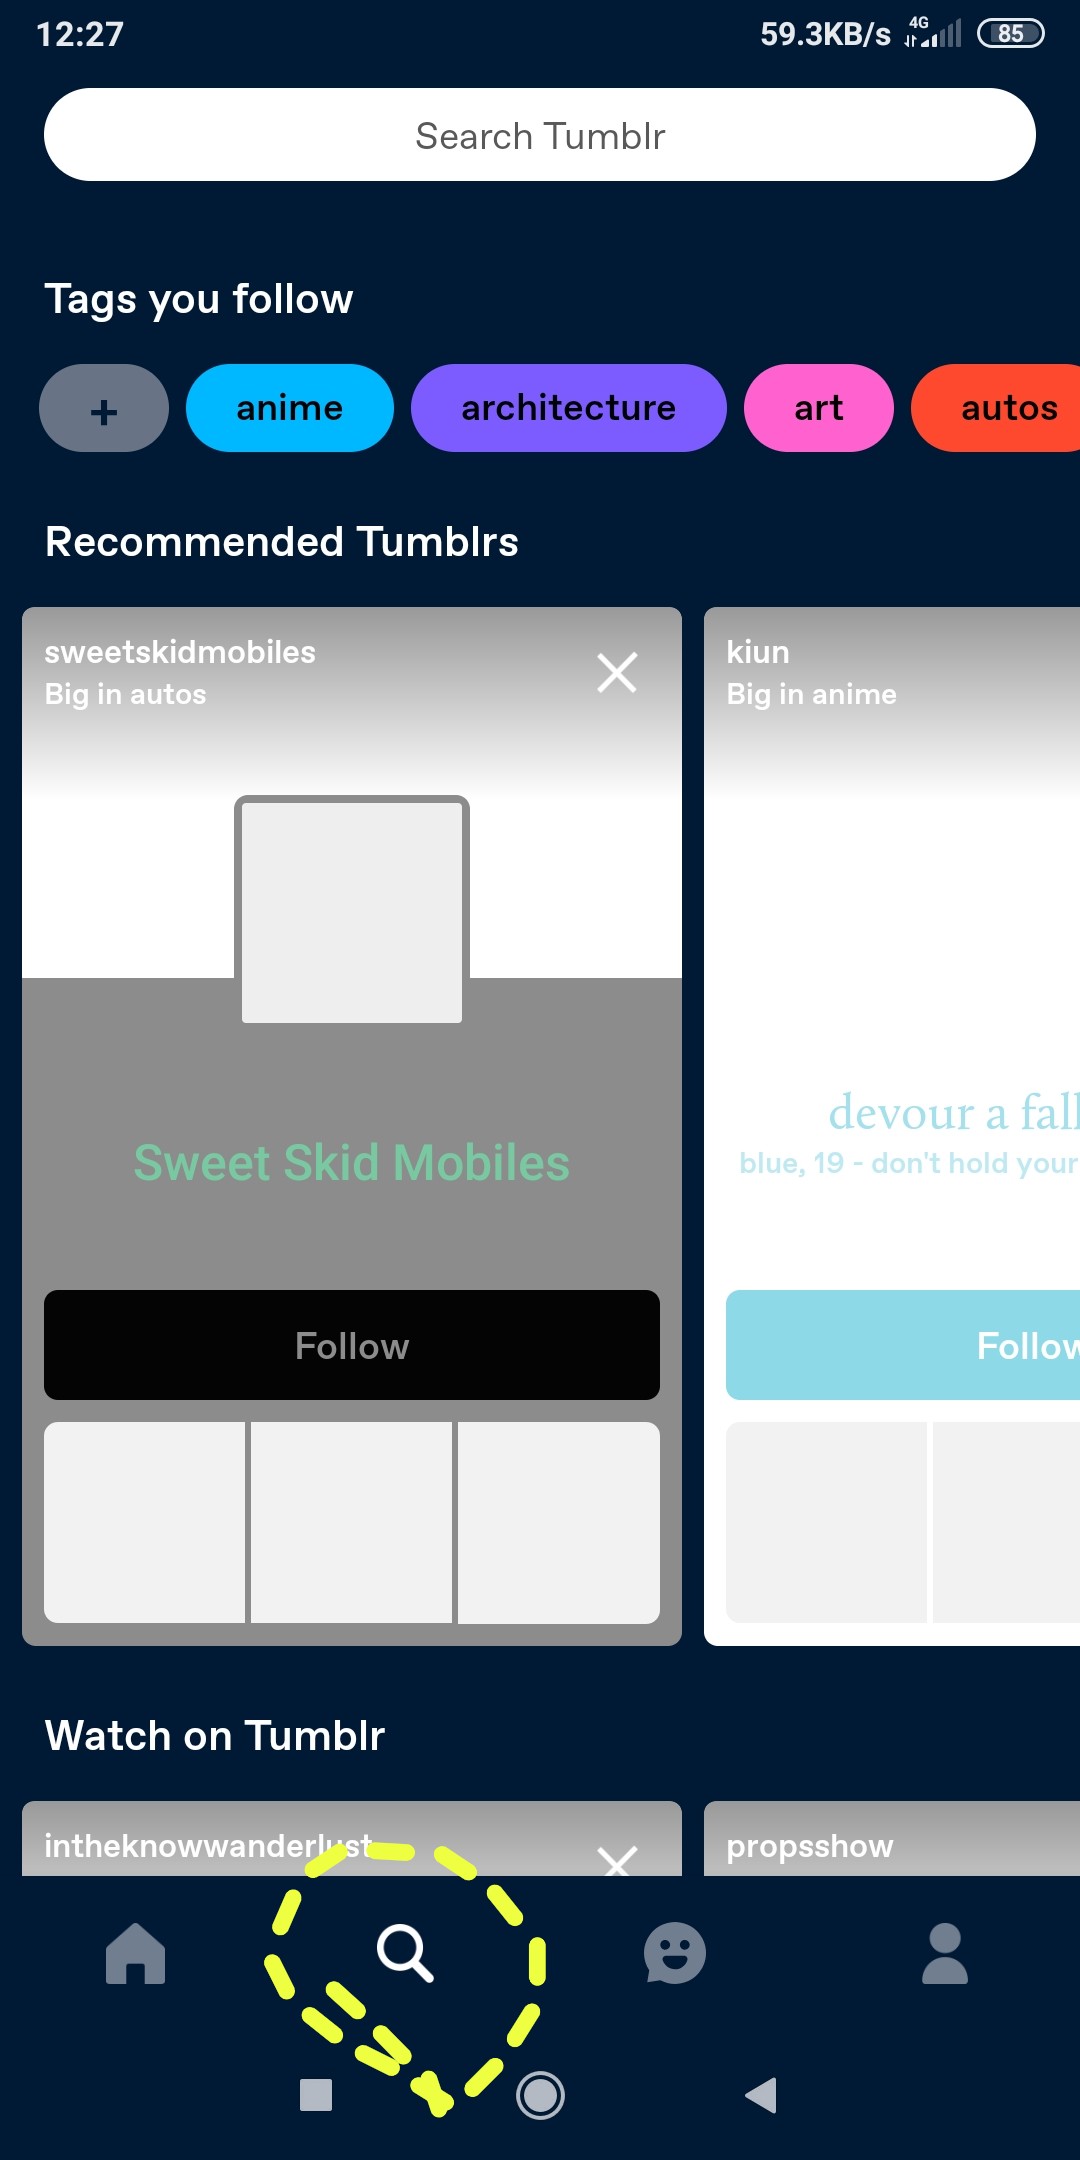 12:27
59.3KB/s 4G 85
Search Tumblr
Tags you follow
+ anime architecture art autos
Recommended Tumblrs
sweetskidmobiles
Big in autos
kiun
Big in anime
Sweet Skid Mobiles
devour a fall
blue, 19 - don't hold your
Follow
Follow
Watch on Tumblr
intheknowwanderlust
propsshow